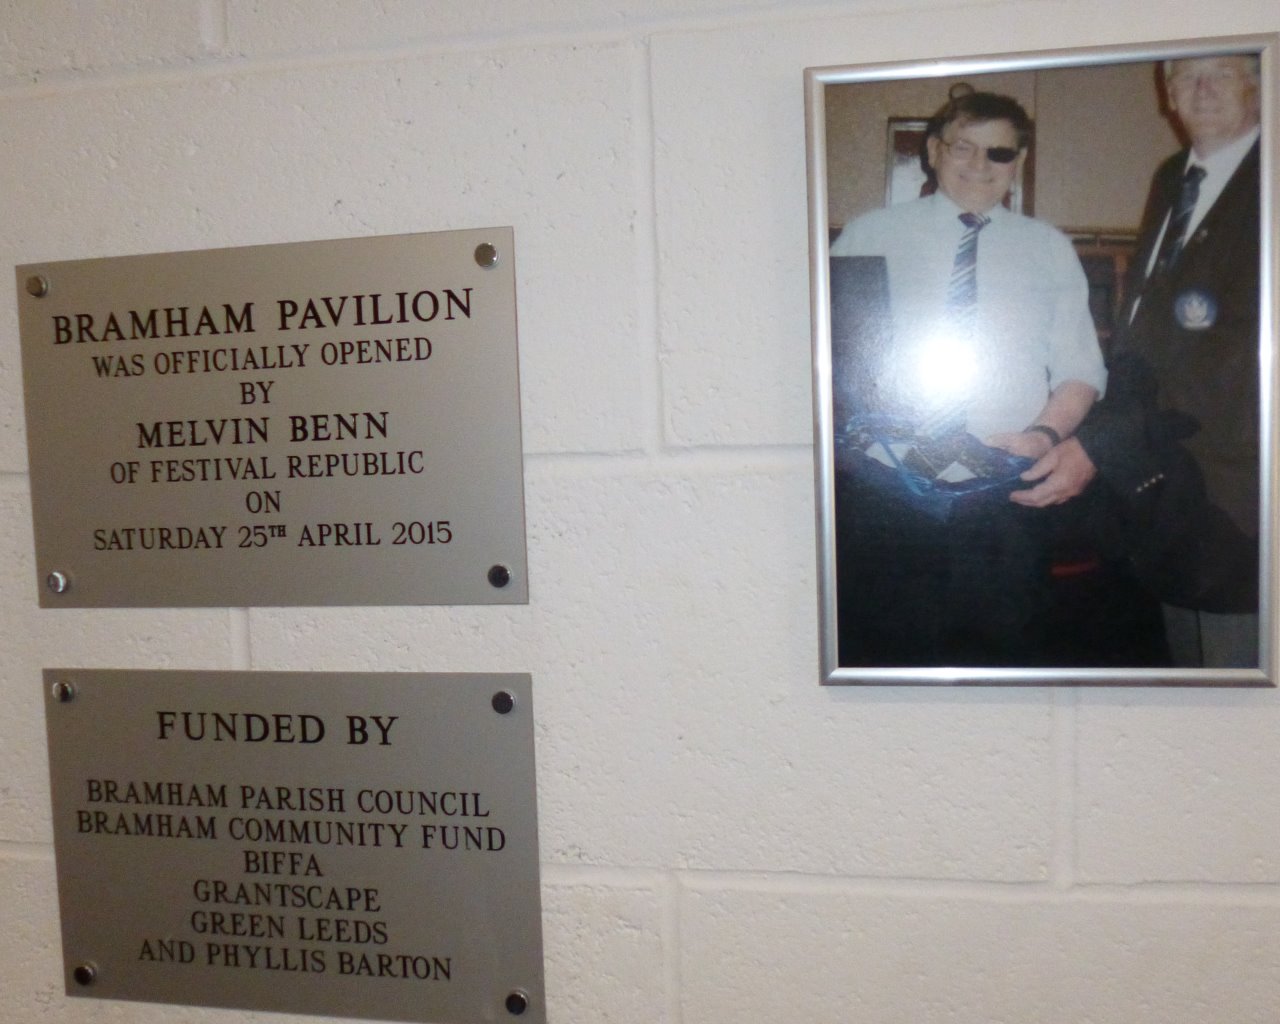 BRAMHAM PAVILION
WAS OFFICIALLY OPENED
BY
MELVIN BENN
OF FESTIVAL REPUBLIC
ON
SATURDAY 25TH APRIL 2015
FUNDED BY
BRAMHAM PARISH COUNCIL
BRAMHAM COMMUNITY FUND
BIFFA
GRANTSCAPE
GREEN LEEDS
AND PHYLLIS BARTON